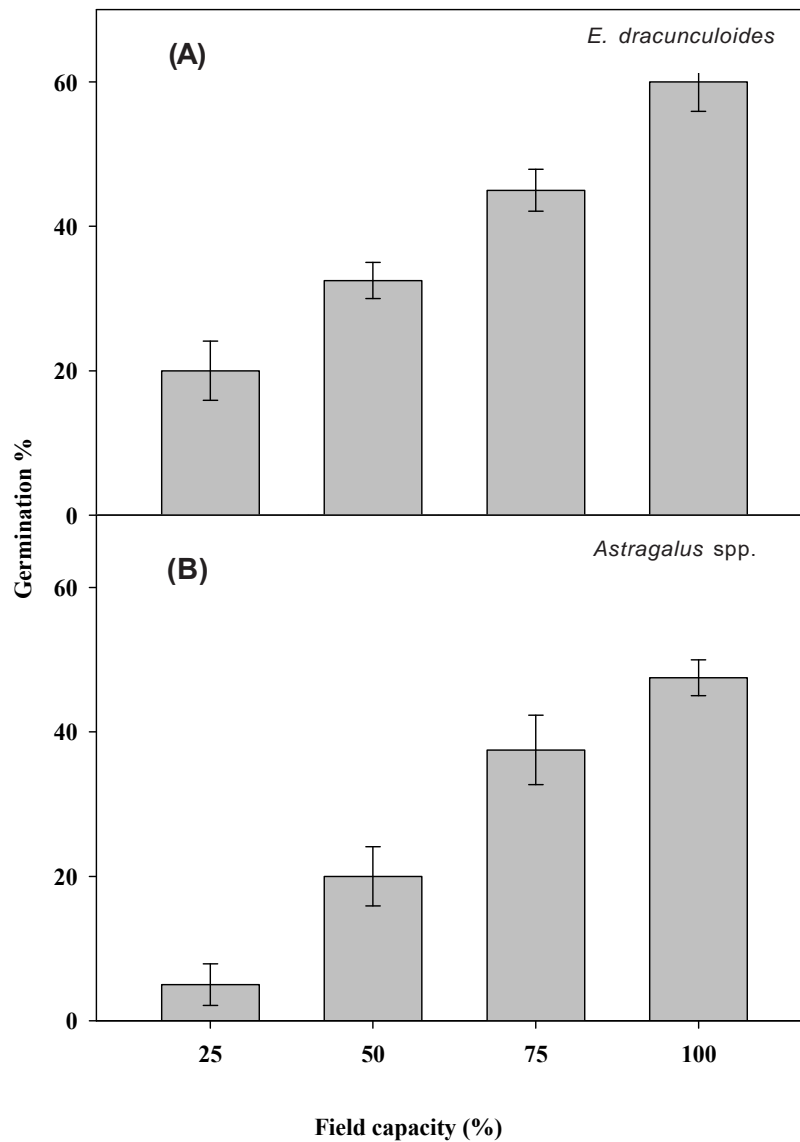 (A)
E. dracunculoides
60
40
20
0
Germination %
(B)
Astragalus spp.
60
40
20
0
25 50 75 100
Field capacity (%)